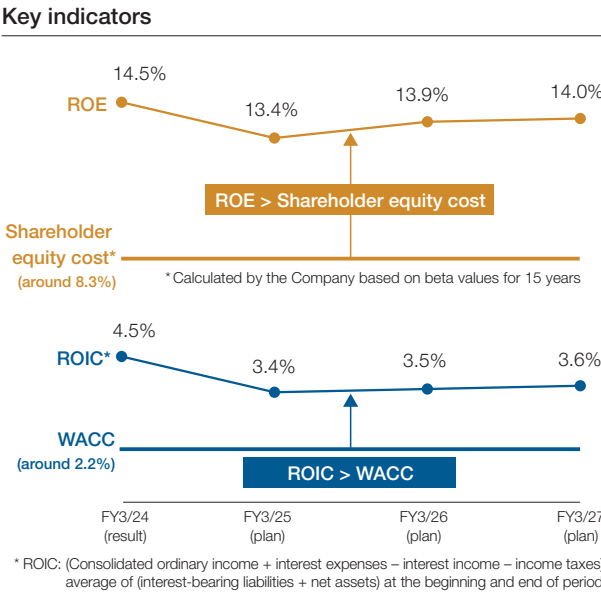 Key indicators
14.5%
13.4%
13.9%
14.0%
ROE
ROE > Shareholder equity cost
Shareholder
equity cost*
(around 8.3%)
* Calculated by the Company based on beta values for 15 years
4.5%
3.4%
3.5%
3.6%
ROIC*
WACC
(around 2.2%)
ROIC > WACC
FY3/24 FY3/25 FY3/26 FY3/27
(result) (plan) (plan) (plan)
* ROIC: (Consolidated ordinary income + interest expenses – interest income – income taxes)
average of (interest-bearing liabilities + net assets) at the beginning and end of period